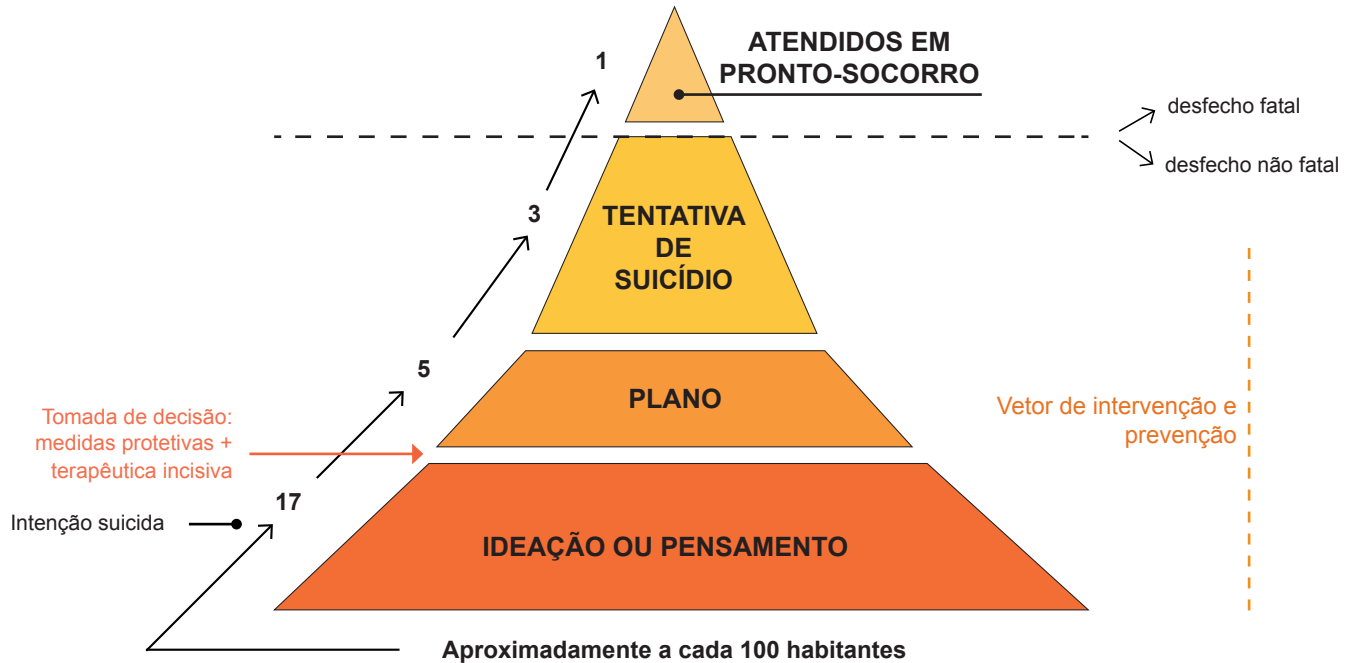 1
ATENDIDOS EM
PRONTO-SOCORRO
desfecho fatal
desfecho não fatal
3
TENTATIVA
DE
SUICÍDIO
5
PLANO
Tomada de decisão:
medidas protetivas +
terapêutica incisiva
Vetor de intervenção e
prevenção
17
Intenção suicida
IDEAÇÃO OU PENSAMENTO
Aproximadamente a cada 100 habitantes